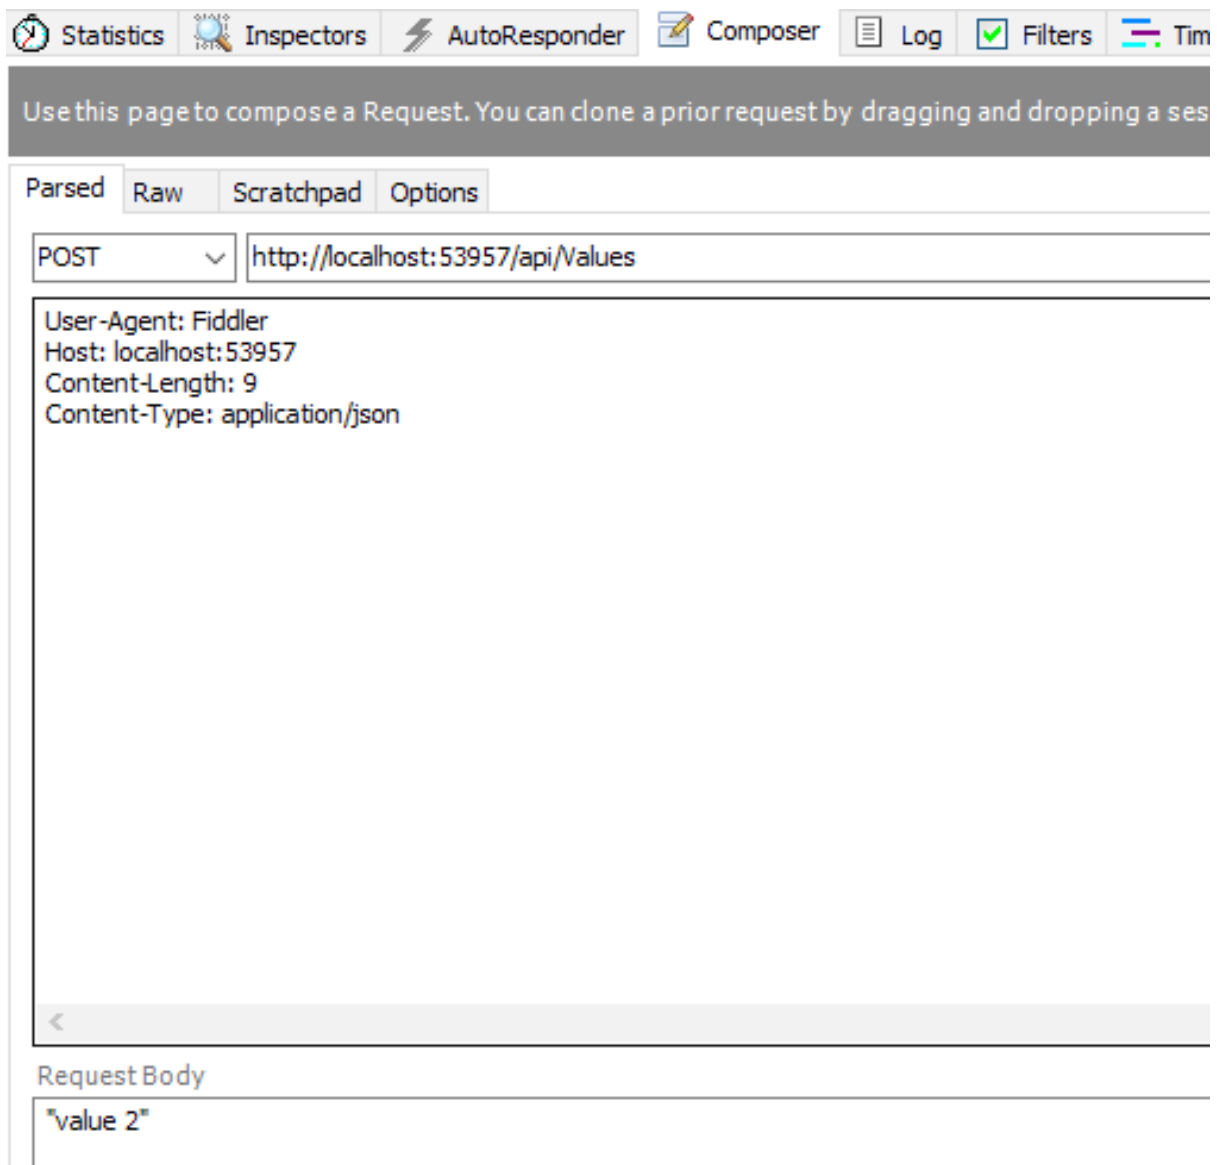 Statistics Inspectors AutoResponder Composer Log Filters Tim
Use this page to compose a Request. You can clone a prior request by dragging and dropping a ses
Parsed Raw Scratchpad Options
POST http://localhost:53957/api/Values
User-Agent: Fiddler
Host: localhost:53957
Content-Length: 9
Content-Type: application/json
Request Body
"value 2"